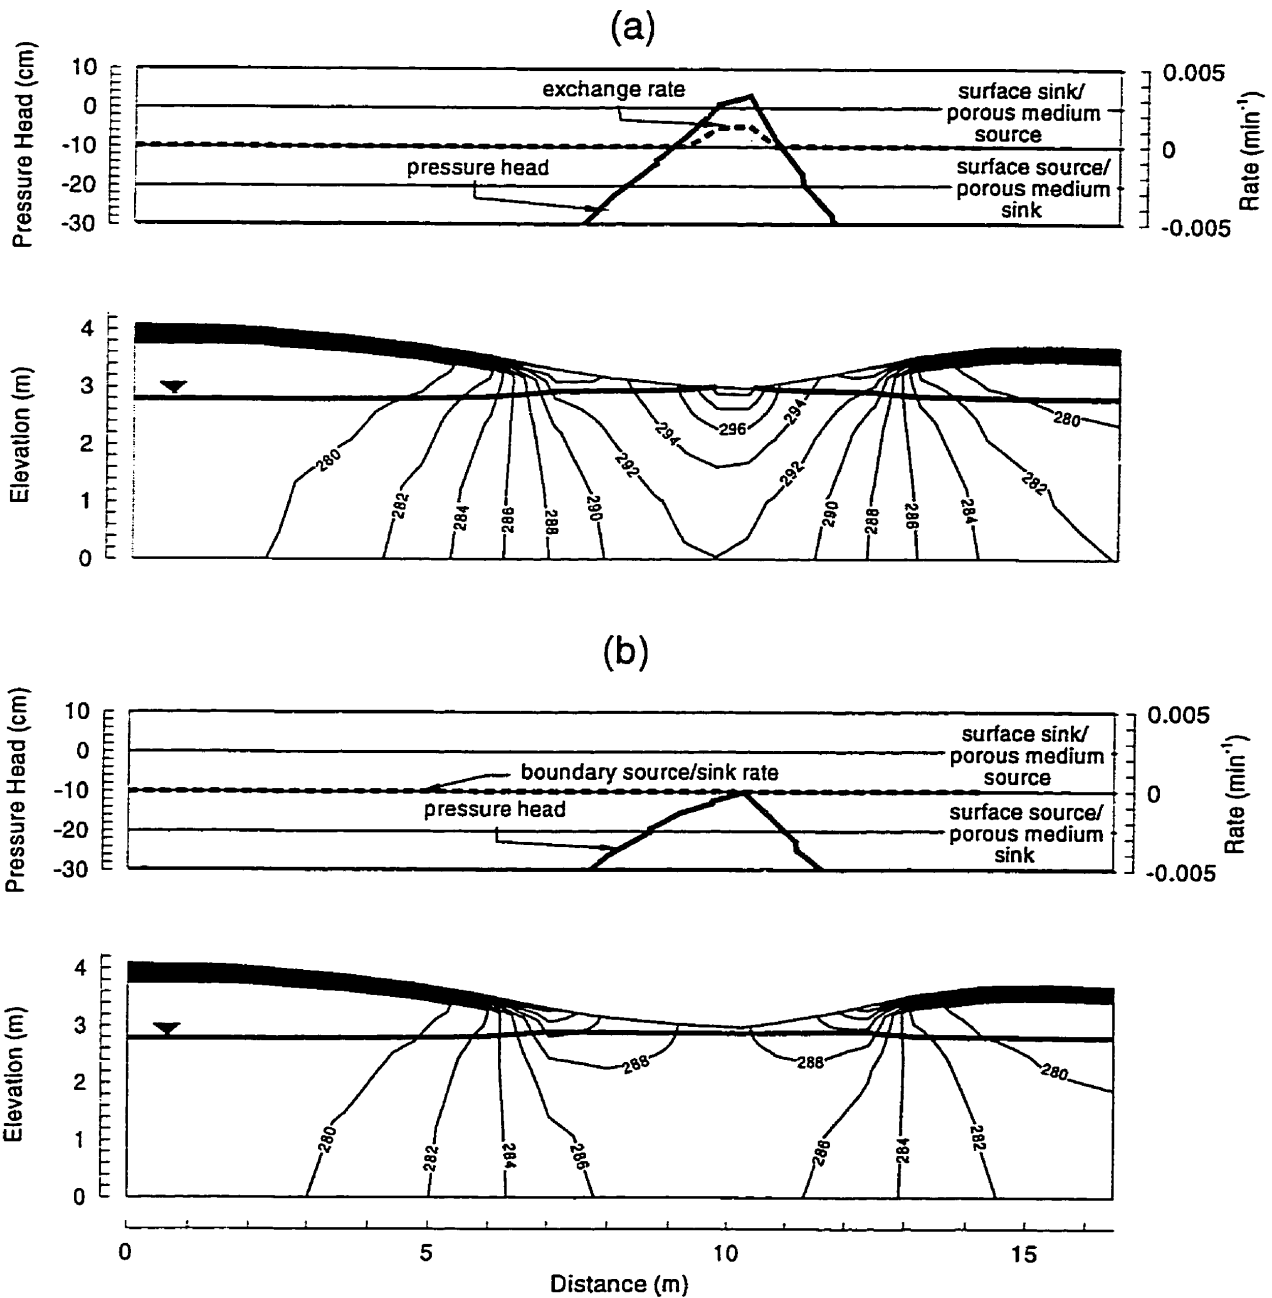 (a)
Pressure Head (cm)
10
0
-10
-20
-30
exchange rate
pressure head
surface sink/
porous medium
source
surface source/
porous medium
sink
0.005
0
-0.005
Rate (min⁻¹)
Elevation (m)
4
3
2
1
0
280
282
284
286
288
290
292
294
296
294
292
290
288
286
284
282
280
(b)
Pressure Head (cm)
10
0
-10
-20
-30
boundary source/sink rate
pressure head
surface sink/
porous medium
source
surface source/
porous medium
sink
0.005
0
-0.005
Rate (min⁻¹)
Elevation (m)
4
3
2
1
0
280
282
284
286
288
288
286
284
282
280
0
5
10
15
Distance (m)